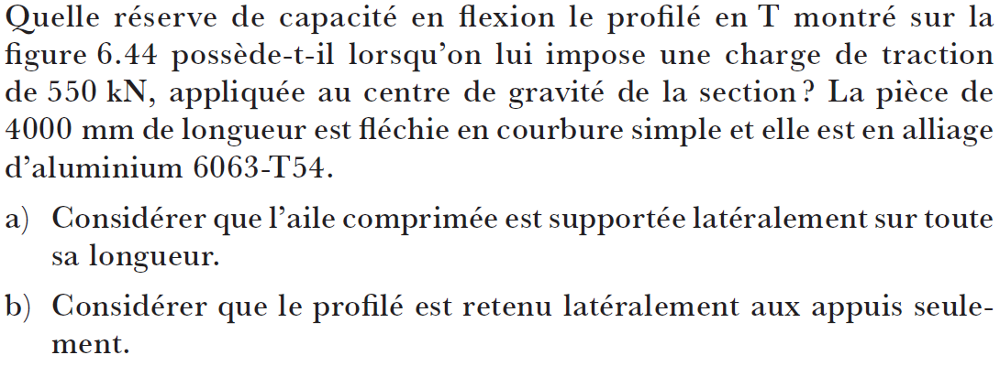 Quelle réserve de capacité en flexion le profilé en T montré sur la
figure 6.44 possède-t-il lorsqu'on lui impose une charge de traction
de 550 kN, appliquée au centre de gravité de la section ? La pièce de
4000 mm de longueur est fléchie en courbure simple et elle est en alliage
d'aluminium 6063-T54.
a) Considérer que l'aile comprimée est supportée latéralement sur toute
sa longueur.
b) Considérer que le profilé est retenu latéralement aux appuis seule-
ment.